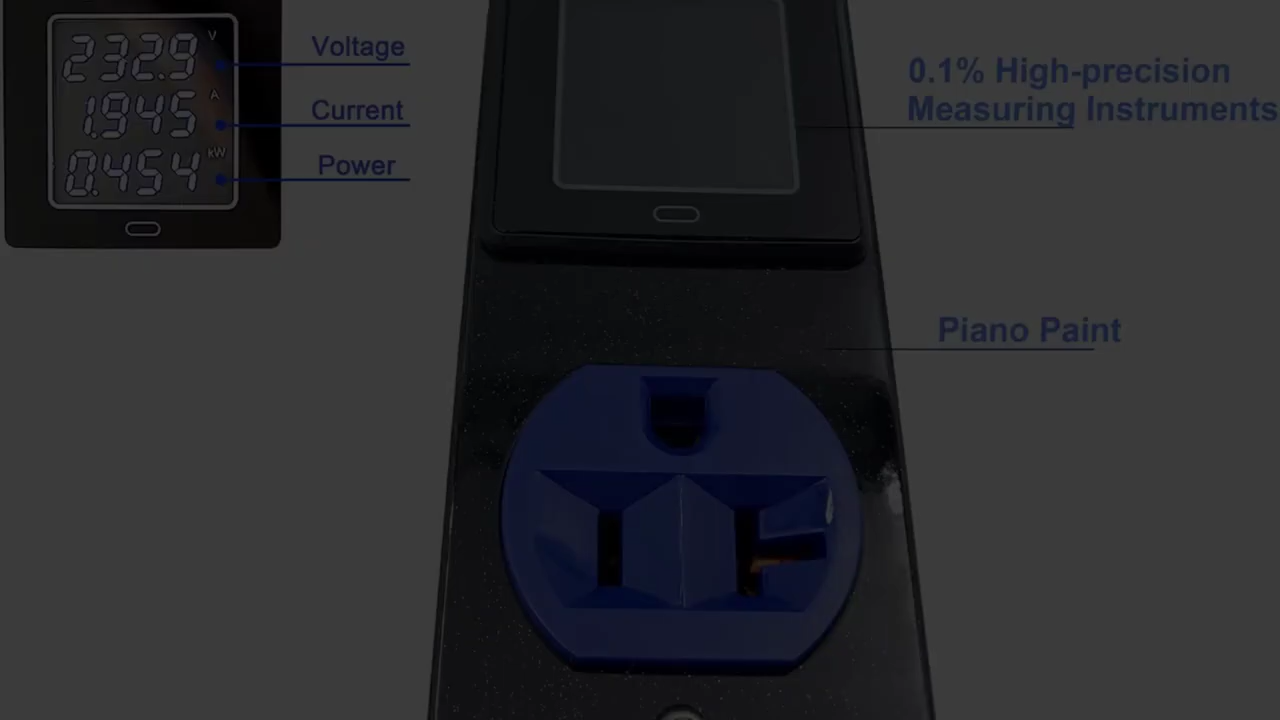 232.9 V
Voltage
1.945 A
Current
0.454 kW
Power
0.1% High-precision
Measuring Instruments
Piano Paint